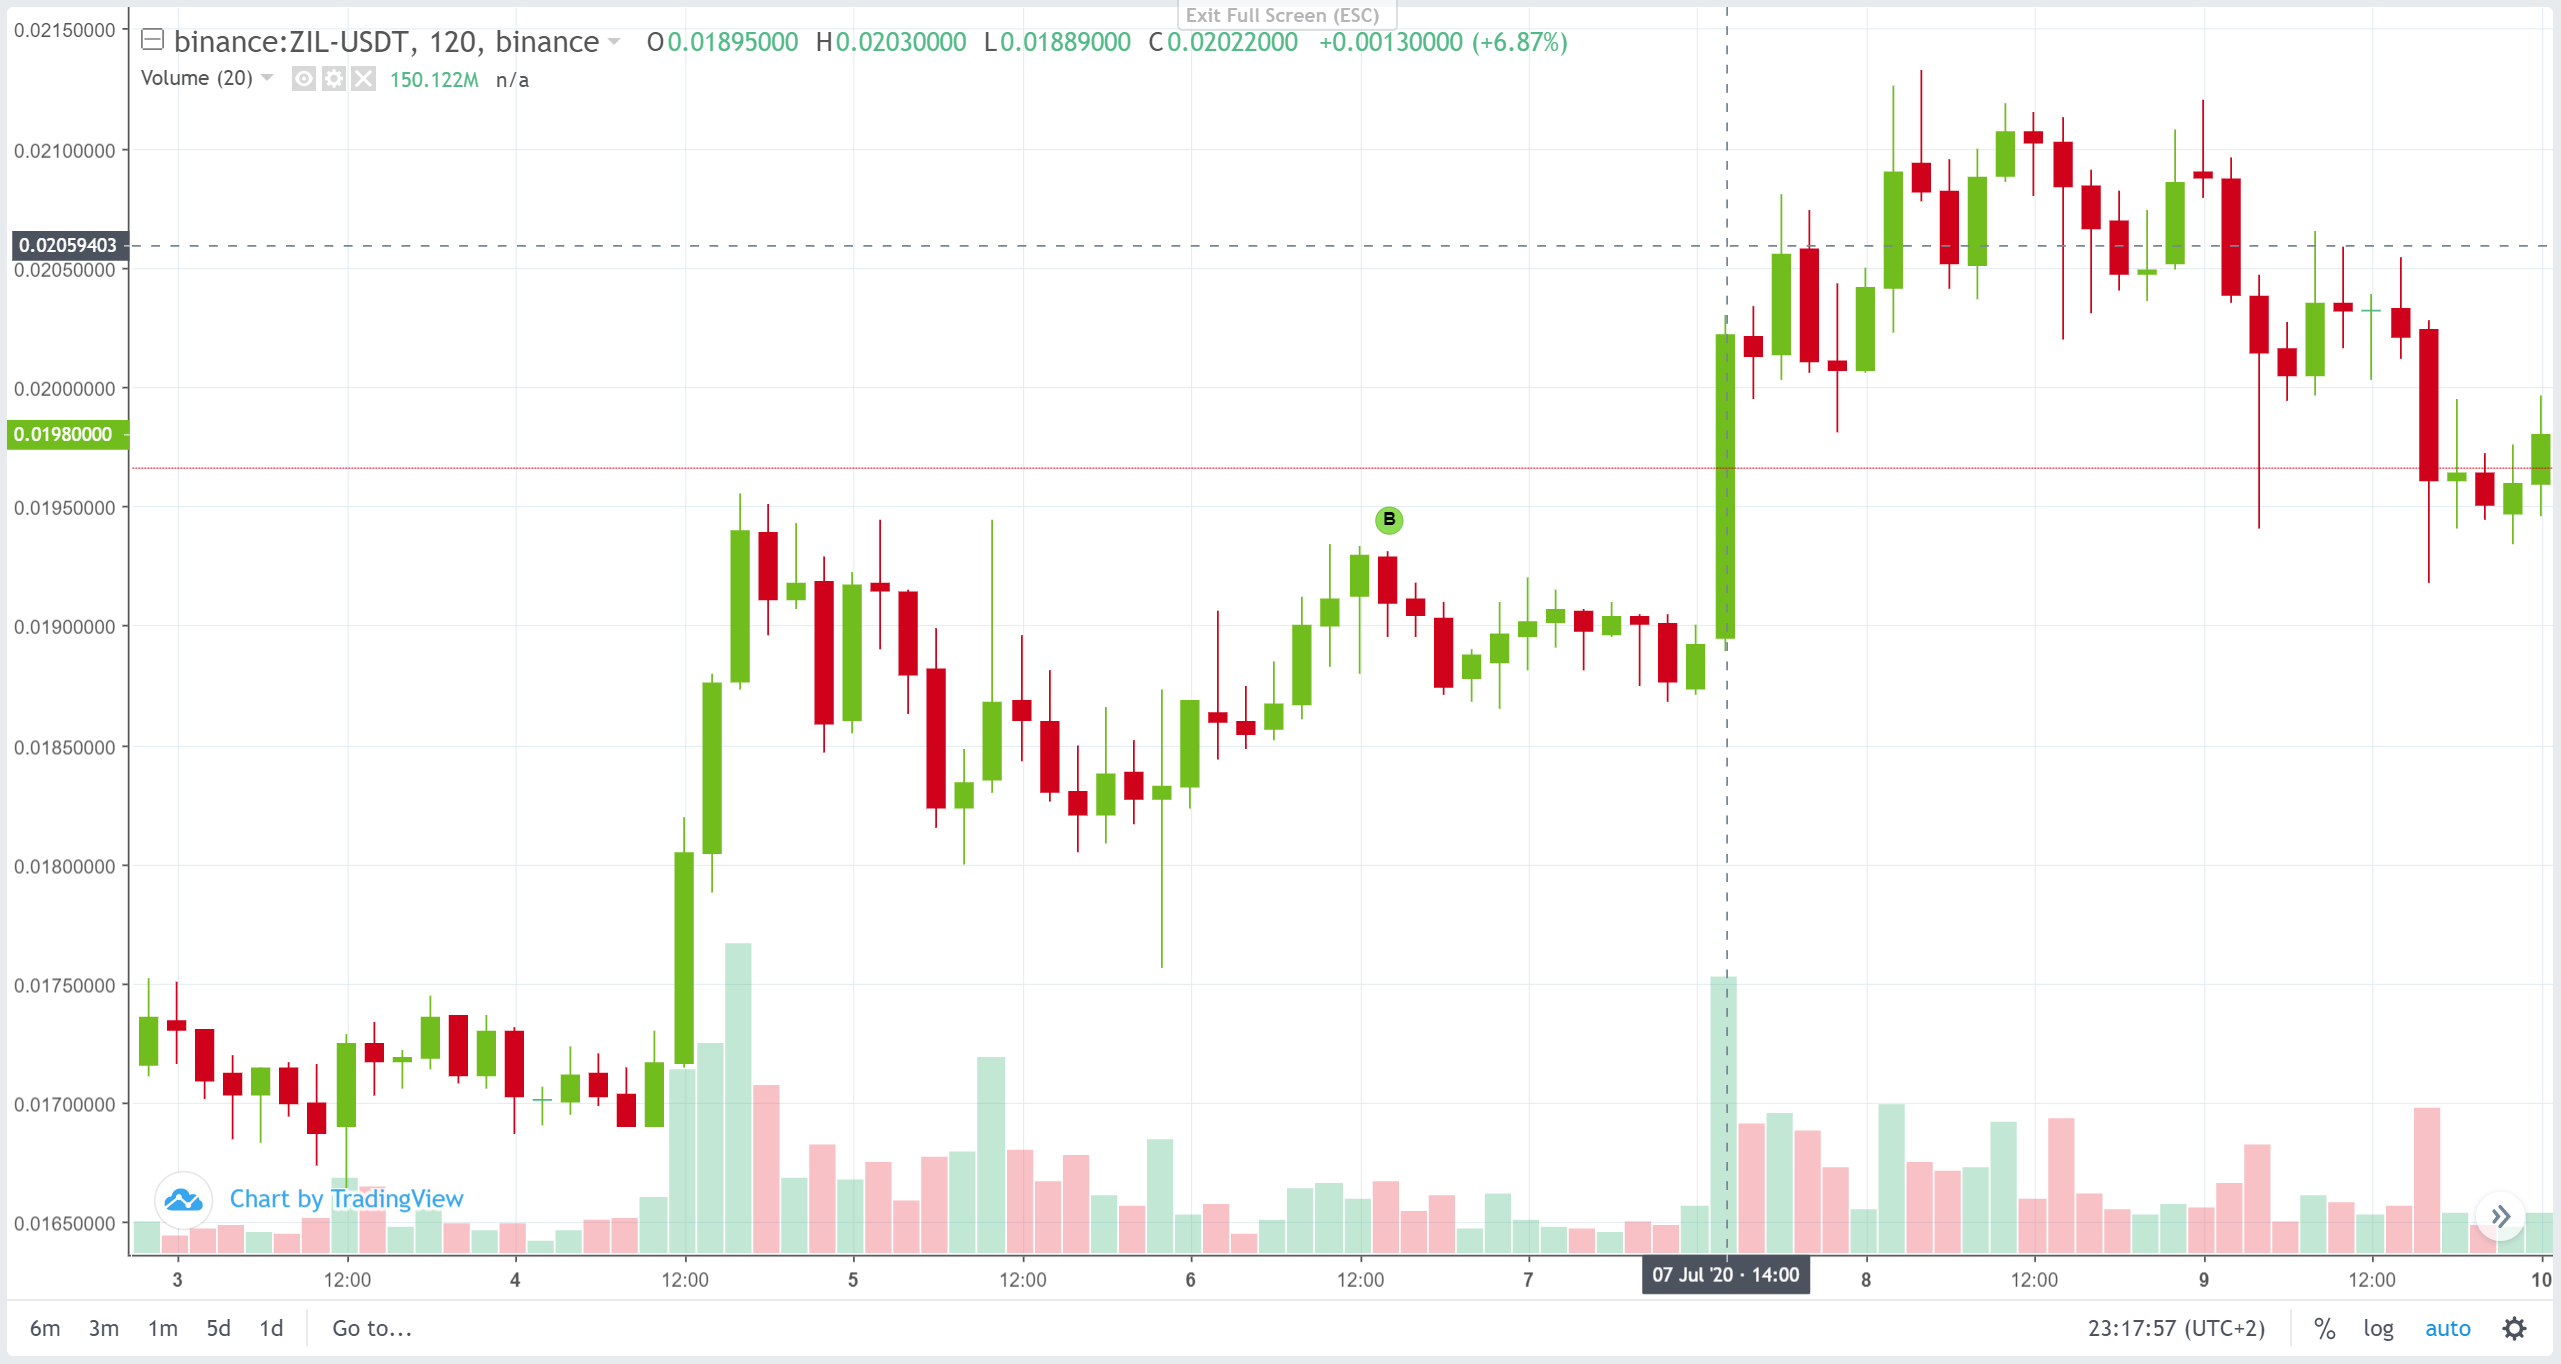 Exit Full Screen (ESC)
binance:ZIL-USDT, 120, binance O0.01895000 H0.02030000 L0.01889000 C0.02022000 +0.00130000 (+6.87%)
Volume (20) 150.122M n/a
0.02150000
0.02100000
0.02059403
0.02050000
0.02000000
0.01980000
0.01950000
B
0.01900000
0.01850000
0.01800000
0.01750000
0.01700000
Chart by TradingView
0.01650000
3 12:00 4 12:00 5 12:00 6 12:00 7 07 Jul '20 · 14:00 8 12:00 9 12:00 10
6m 3m 1m 5d 1d Go to... 23:17:57 (UTC+2) % log auto